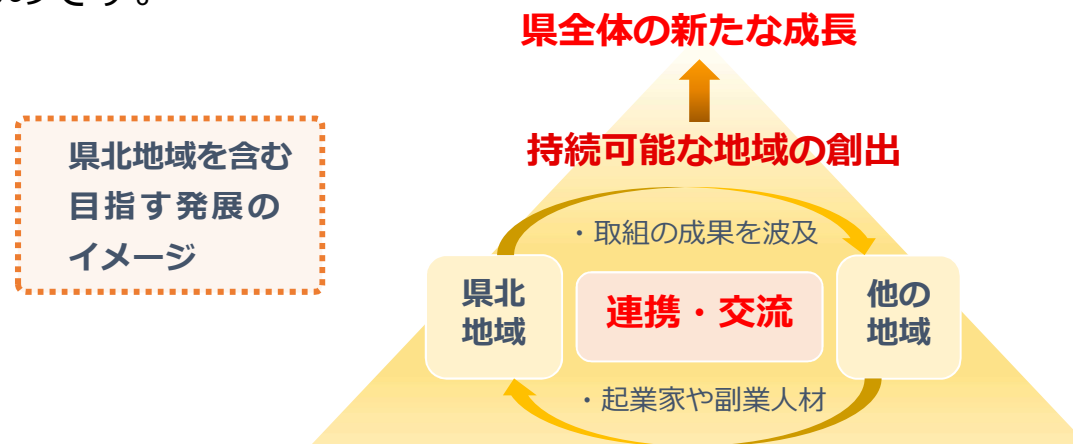 県全体の新たな成長
持続可能な地域の創出
県北地域を含む
目指す発展の
イメージ
・取組の成果を波及
県北
地域
連携・交流
他の
地域
・起業家や副業人材